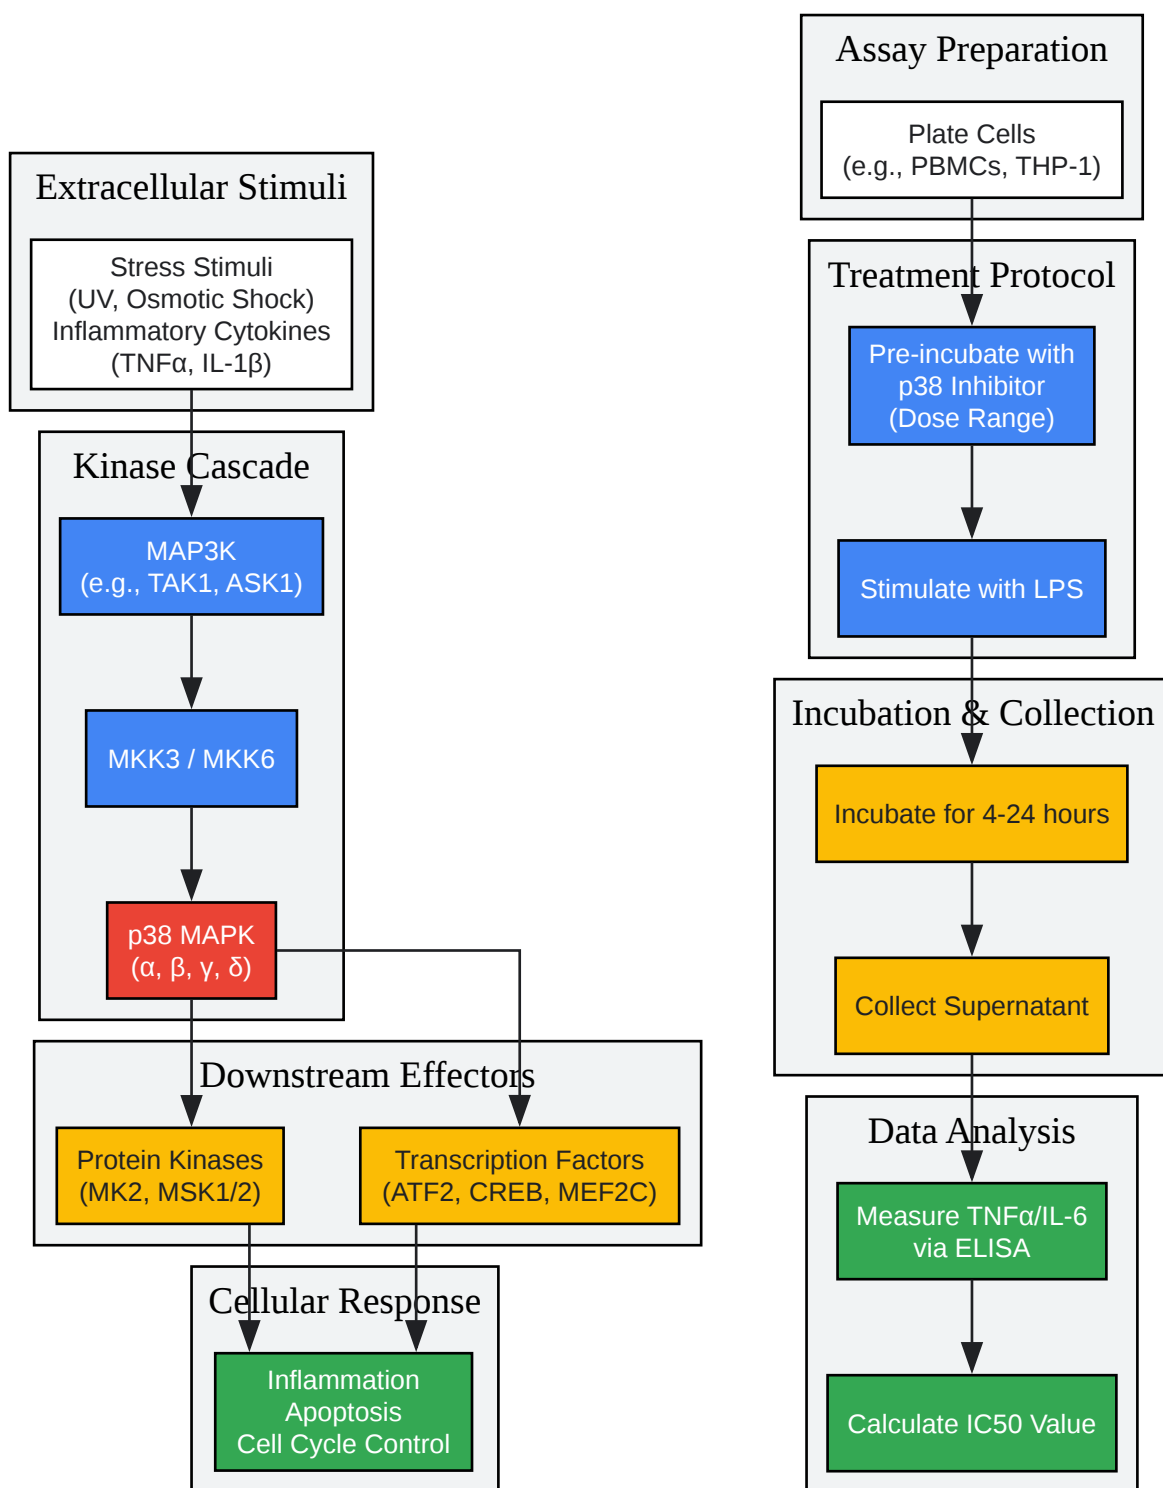 Extracellular Stimuli
Stress Stimuli
(UV, Osmotic Shock)
Inflammatory Cytokines
(TNFα, IL-1β)
Kinase Cascade
MAP3K
(e.g., TAK1, ASK1)
MKK3 / MKK6
p38 MAPK
(α, β, γ, δ)
Downstream Effectors
Protein Kinases
(MK2, MSK1/2)
Transcription Factors
(ATF2, CREB, MEF2C)
Cellular Response
Inflammation
Apoptosis
Cell Cycle Control
Assay Preparation
Plate Cells
(e.g., PBMCs, THP-1)
Treatment Protocol
Pre-incubate with
p38 Inhibitor
(Dose Range)
Stimulate with LPS
Incubation & Collection
Incubate for 4-24 hours
Collect Supernatant
Data Analysis
Measure TNFα/IL-6
via ELISA
Calculate IC50 Value